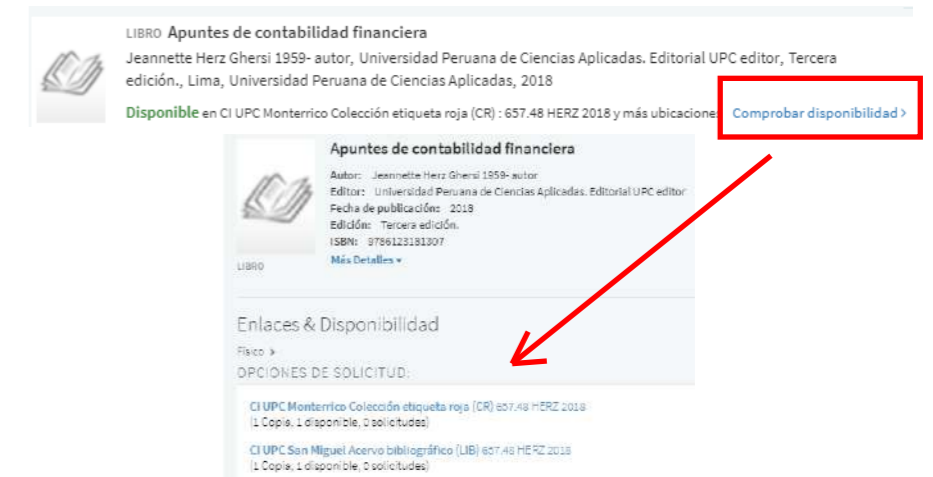 LIBRO Apuntes de contabilidad financiera
Jeannette Herz Ghersi 1959- autor, Universidad Peruana de Ciencias Aplicadas. Editorial UPC editor, Tercera
edición., Lima, Universidad Peruana de Ciencias Aplicadas, 2018
Disponible en CI UPC Monterrico Colección etiqueta roja (CR) : 657.48 HERZ 2018 y más ubicaciones Comprobar disponibilidad >
Apuntes de contabilidad financiera
Autor: Jeannette Herz Ghersi 1959- autor
Editor: Universidad Peruana de Ciencias Aplicadas. Editorial UPC editor
Fecha de publicación: 2018
Edición: Tercera edición.
ISBN: 9786123181307
Más Detalles
LIBRO
Enlaces & Disponibilidad
Físico >
OPCIONES DE SOLICITUD:
CI UPC Monterrico Colección etiqueta roja (CR) 657.48 HERZ 2018
(1 Copia, 1 disponible, 0 solicitudes)
CI UPC San Miguel Acervo bibliográfico (LIB) 657.48 HERZ 2018
(1 Copia, 1 disponible, 0 solicitudes)